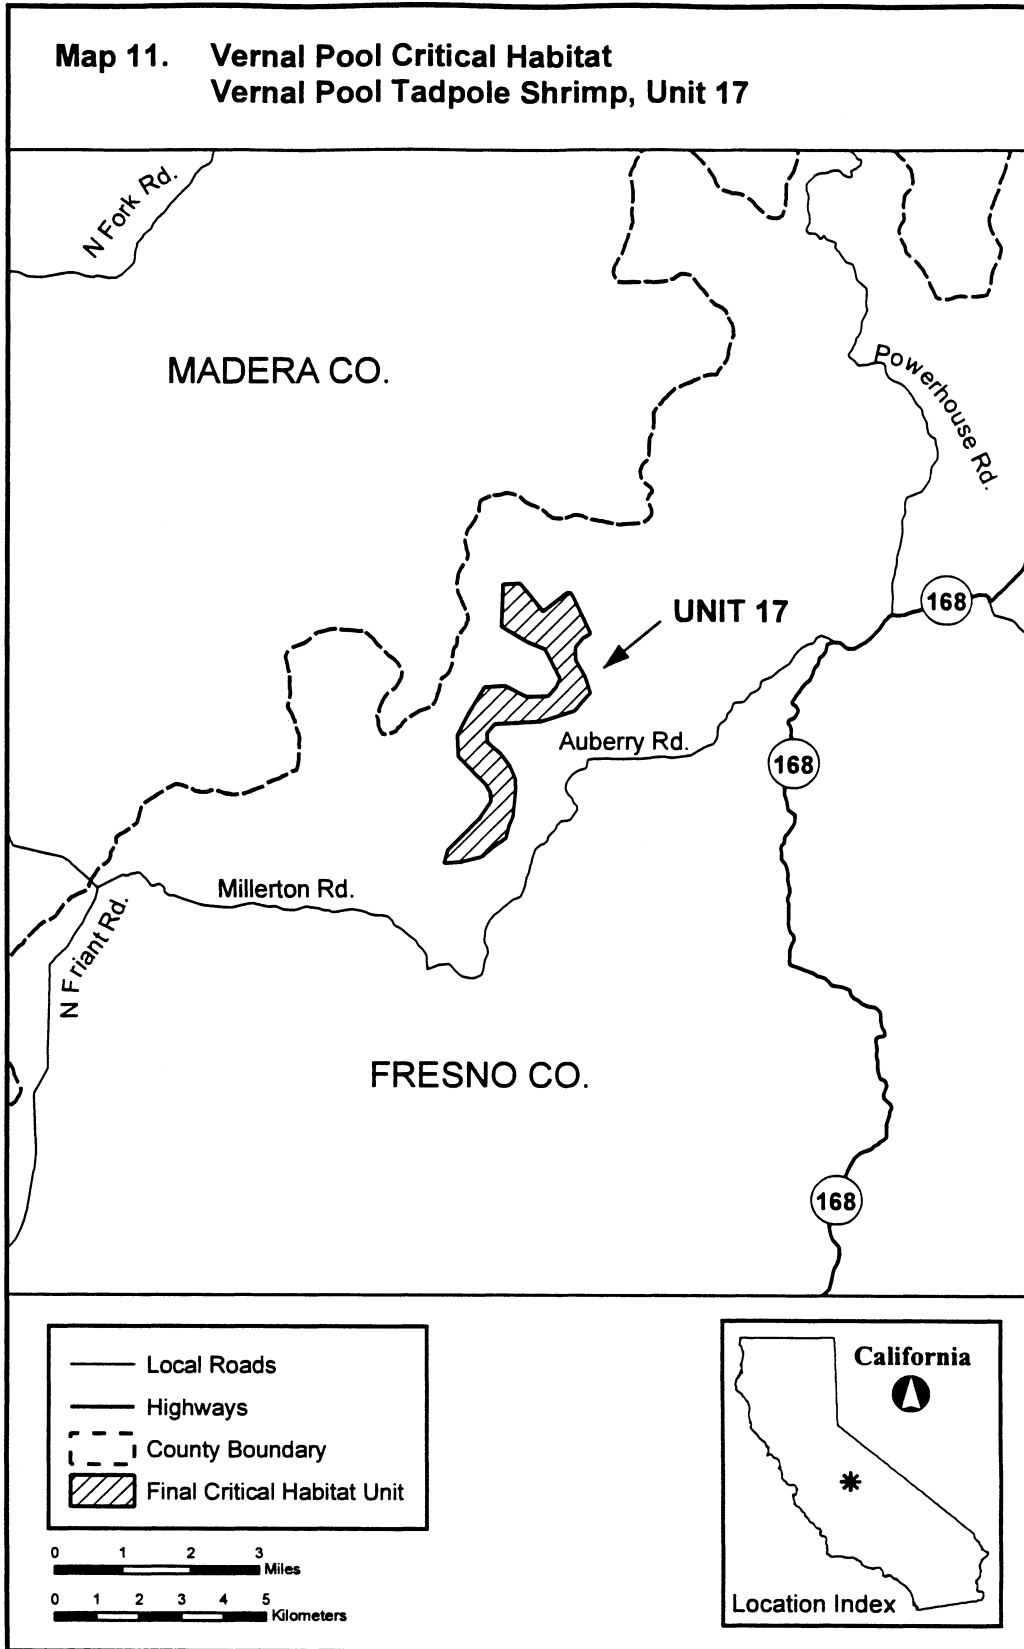 Map 11. Vernal Pool Critical Habitat
Vernal Pool Tadpole Shrimp, Unit 17
N Fork Rd.
MADERA CO.
Powerhouse Rd.
168
UNIT 17
Auberry Rd.
168
Millerton Rd.
N Friant Rd.
FRESNO CO.
168
Local Roads
Highways
County Boundary
Final Critical Habitat Unit
0 1 2 3
Miles
0 1 2 3 4 5
Kilometers
California
Location Index